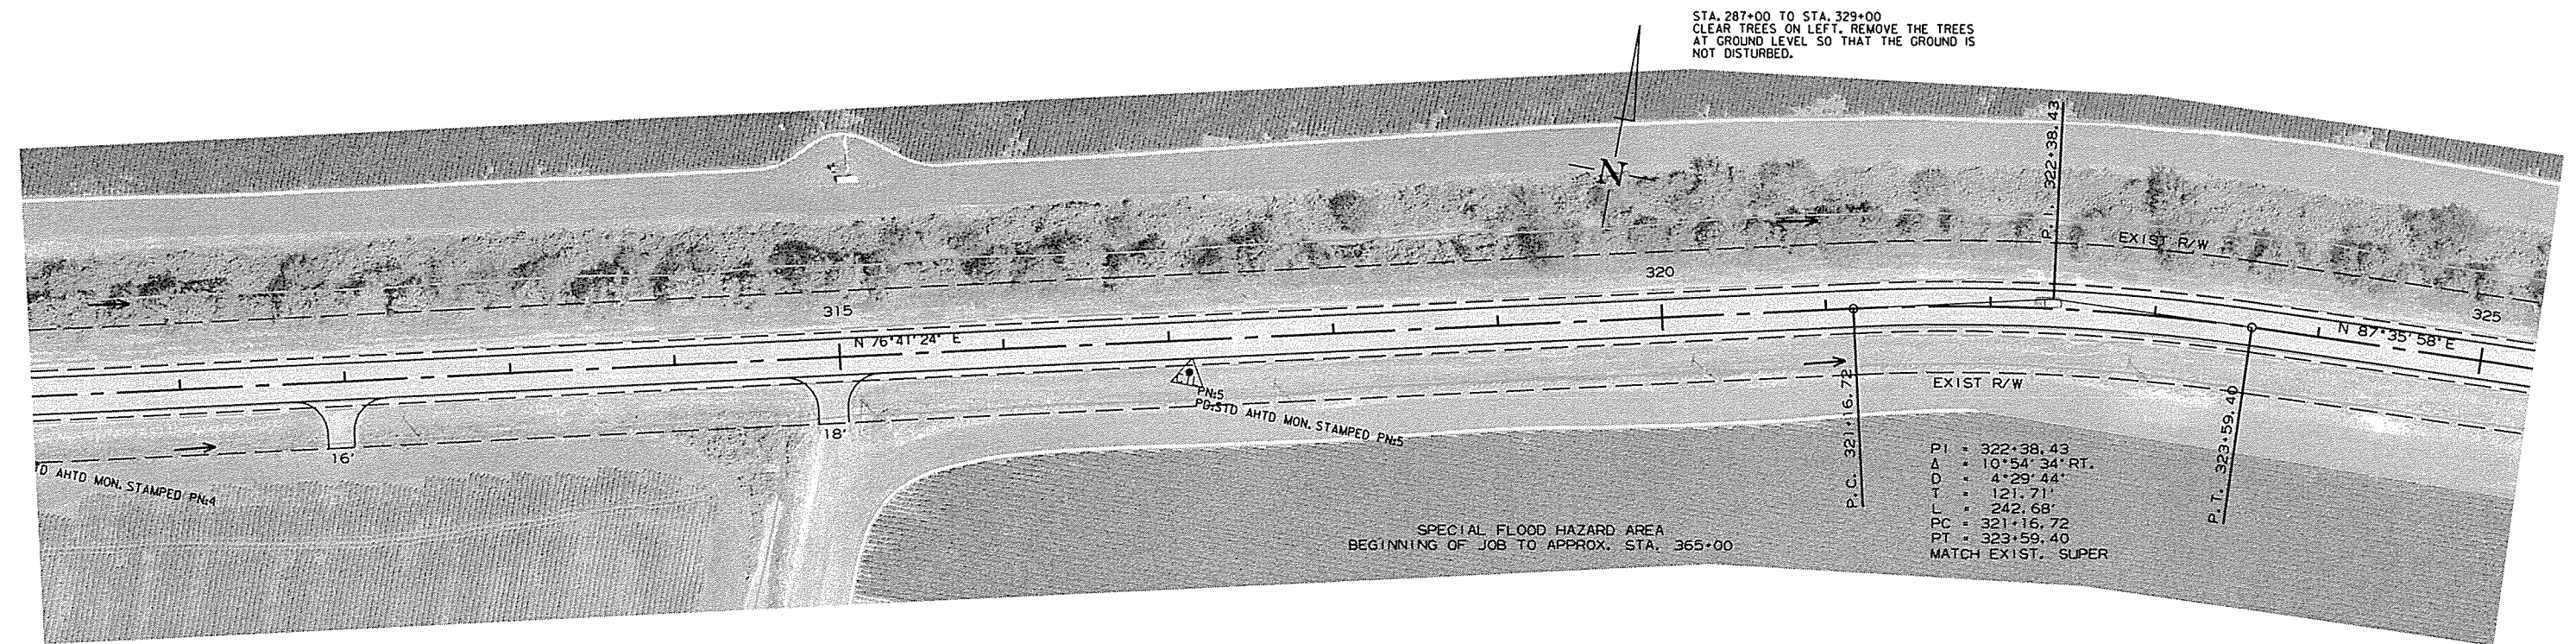 STA. 287+00 TO STA. 329+00
CLEAR TREES ON LEFT. REMOVE THE TREES
AT GROUND LEVEL SO THAT THE GROUND IS
NOT DISTURBED.
N
P.I. 322+38.43
EXIST R/W
320
315
325
N 76°41'24" E
N 87°35'58" E
PN:5
PD:STD AHTD MON. STAMPED PN:5
EXIST R/W
18'
16'
TD AHTD MON. STAMPED PN:4
P.C. 321+16.72
P.T. 323+59.40
PI = 322+38.43
Δ = 10°54'34" RT.
D = 4°29'44"
T = 121.71'
L = 242.68'
PC = 321+16.72
PT = 323+59.40
MATCH EXIST. SUPER
SPECIAL FLOOD HAZARD AREA
BEGINNING OF JOB TO APPROX. STA. 365+00